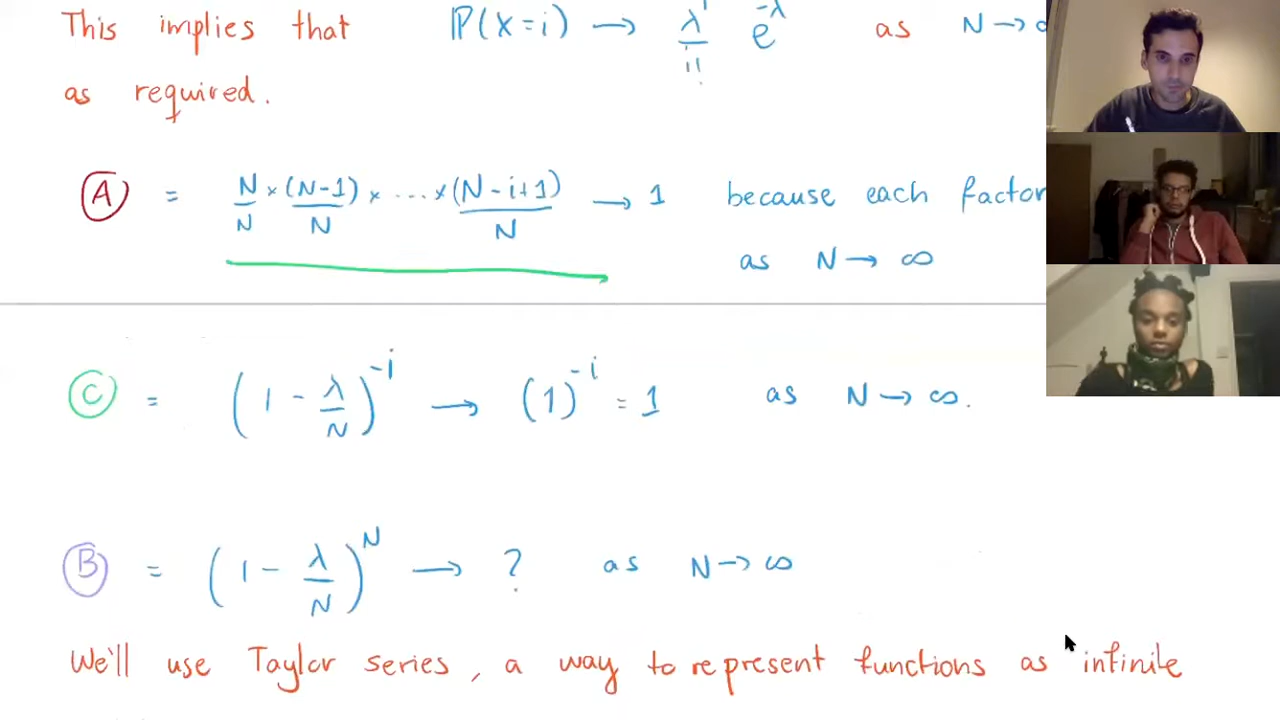 This implies that P(X=i) → λ^i/i! e^-λ as N→∞
as required.
A = N/N × (N-1)/N × .... × (N-i+1)/N → 1 because each factor
as N → ∞
C = (1 - λ/N)^-i → (1)^-i = 1 as N → ∞.
B = (1 - λ/N)^N → ? as N → ∞
We'll use Taylor series, a way to represent functions as infinite